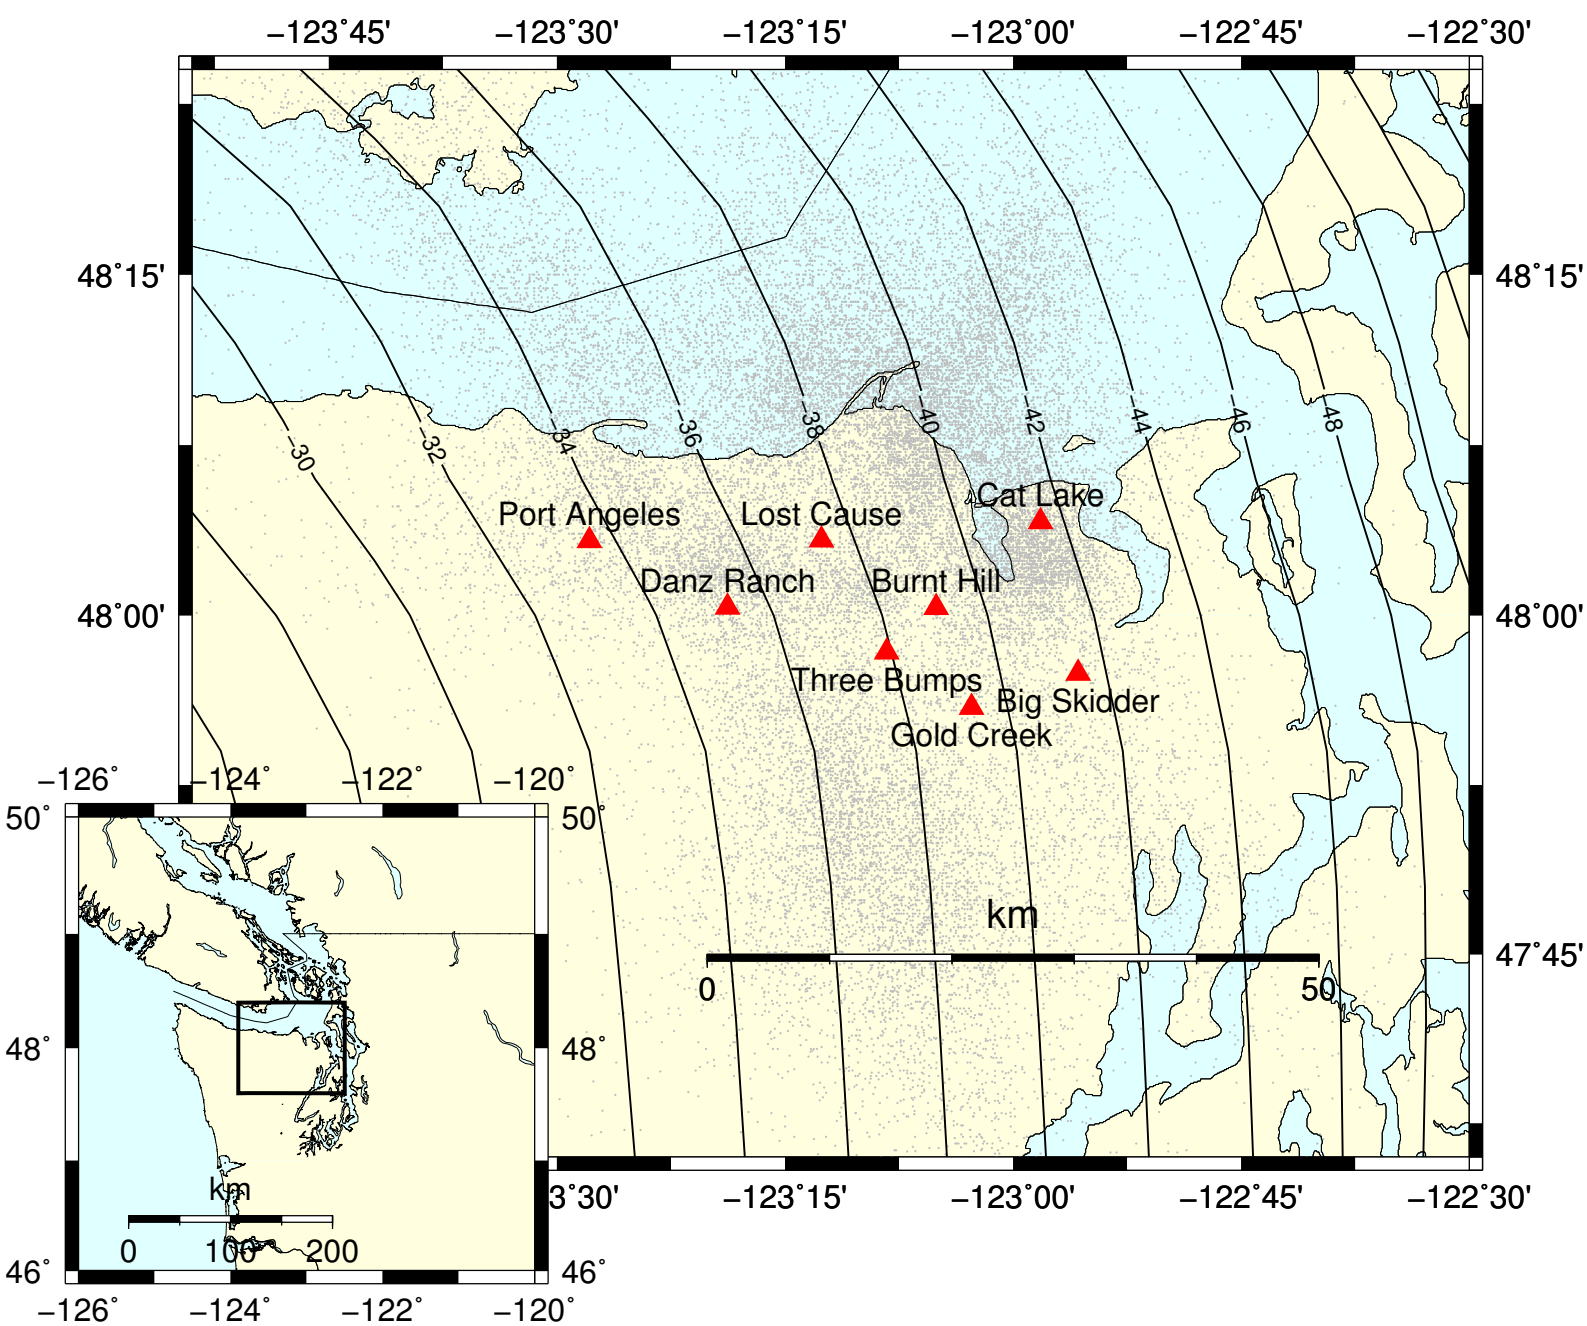 −123˚45' −123˚30' −123˚15' −123˚00' −122˚45' −122˚30'
48˚15' 48˚15'
−30 −32 −34 −36 −38 −40 −42 −44 −46 −48
Cat Lake
Port Angeles Lost Cause
Danz Ranch Burnt Hill
48˚00' 48˚00'
Three Bumps
Big Skidder
Gold Creek
km
0 50
47˚45'
3˚30' −123˚15' −123˚00' −122˚45' −122˚30'
−126˚ −124˚ −122˚ −120˚
50˚ 50˚
48˚ 48˚
km
0 100 200
46˚ 46˚
−126˚ −124˚ −122˚ −120˚